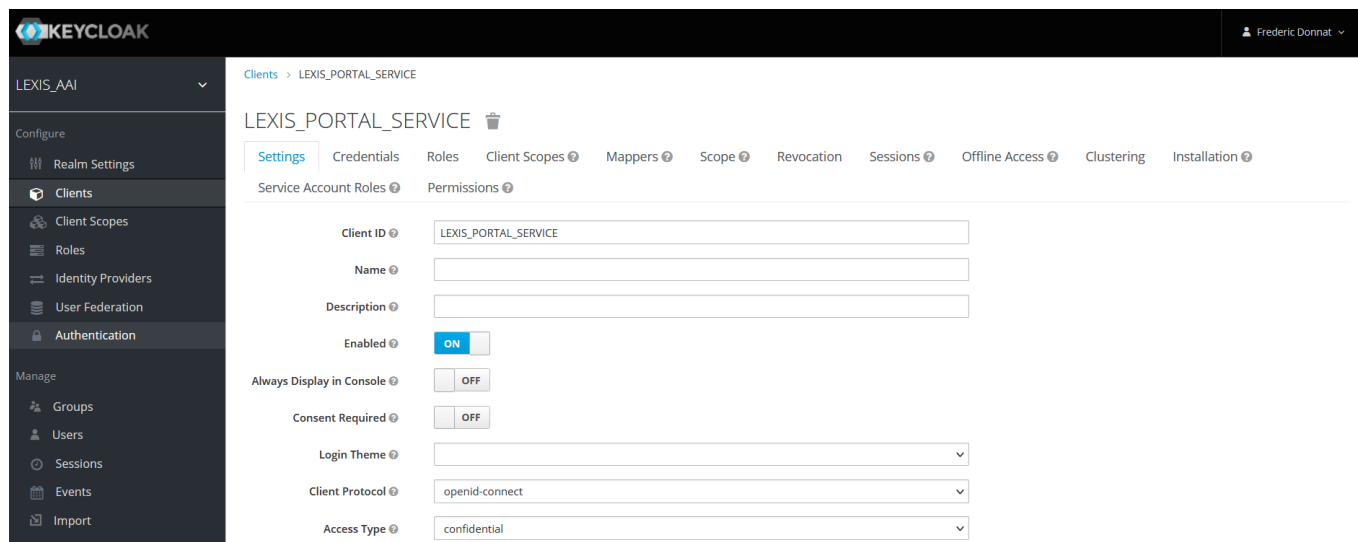 KEYCLOAK
Frederic Donnat
LEXIS_AAI
Configure
Realm Settings
Clients
Client Scopes
Roles
Identity Providers
User Federation
Authentication
Manage
Groups
Users
Sessions
Events
Import
Clients > LEXIS_PORTAL_SERVICE
LEXIS_PORTAL_SERVICE
Settings Credentials Roles Client Scopes Mappers Scope Revocation Sessions Offline Access Clustering Installation
Service Account Roles Permissions
Client ID LEXIS_PORTAL_SERVICE
Name
Description
Enabled ON
Always Display in Console OFF
Consent Required OFF
Login Theme
Client Protocol openid-connect
Access Type confidential